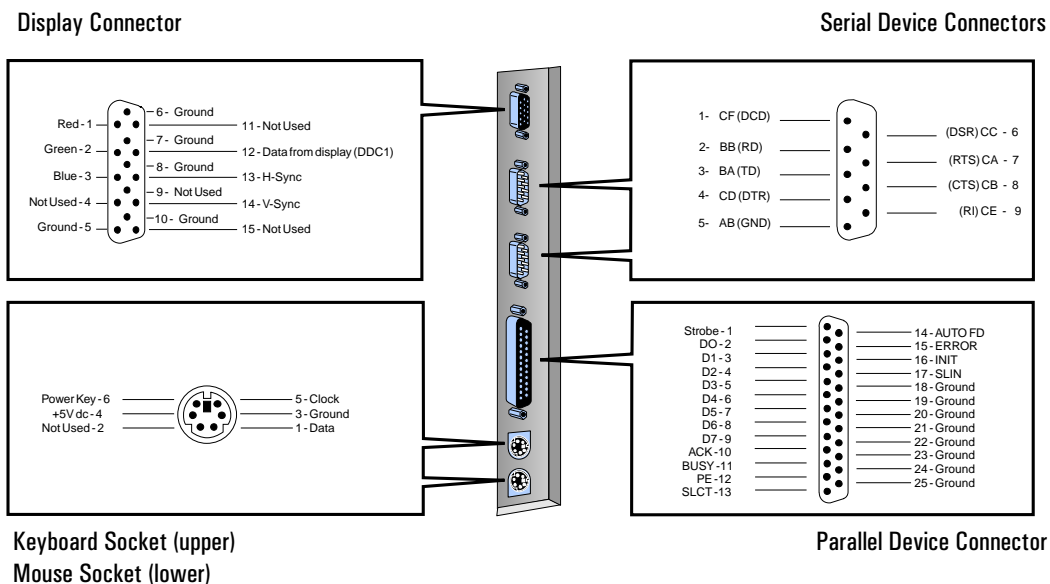 Display Connector
Serial Device Connectors
6 - Ground
Red - 1
11 - Not Used
7 - Ground
Green - 2
12 - Data from display (DDC1)
8 - Ground
Blue - 3
13 - H-Sync
9 - Not Used
Not Used - 4
14 - V-Sync
10 - Ground
Ground - 5
15 - Not Used
1- CF (DCD)
2- BB (RD)
3- BA (TD)
4- CD (DTR)
5- AB (GND)
(DSR) CC - 6
(RTS) CA - 7
(CTS) CB - 8
(RI) CE - 9
Power Key - 6
+5V dc - 4
Not Used - 2
5 - Clock
3 - Ground
1 - Data
Strobe - 1
DO - 2
D1 - 3
D2 - 4
D3 - 5
D4 - 6
D5 - 7
D6 - 8
D7 - 9
ACK - 10
BUSY - 11
PE - 12
SLCT - 13
14 - AUTO FD
15 - ERROR
16 - INIT
17 - SLIN
18 - Ground
19 - Ground
20 - Ground
21 - Ground
22 - Ground
23 - Ground
24 - Ground
25 - Ground
Keyboard Socket (upper)
Mouse Socket (lower)
Parallel Device Connector